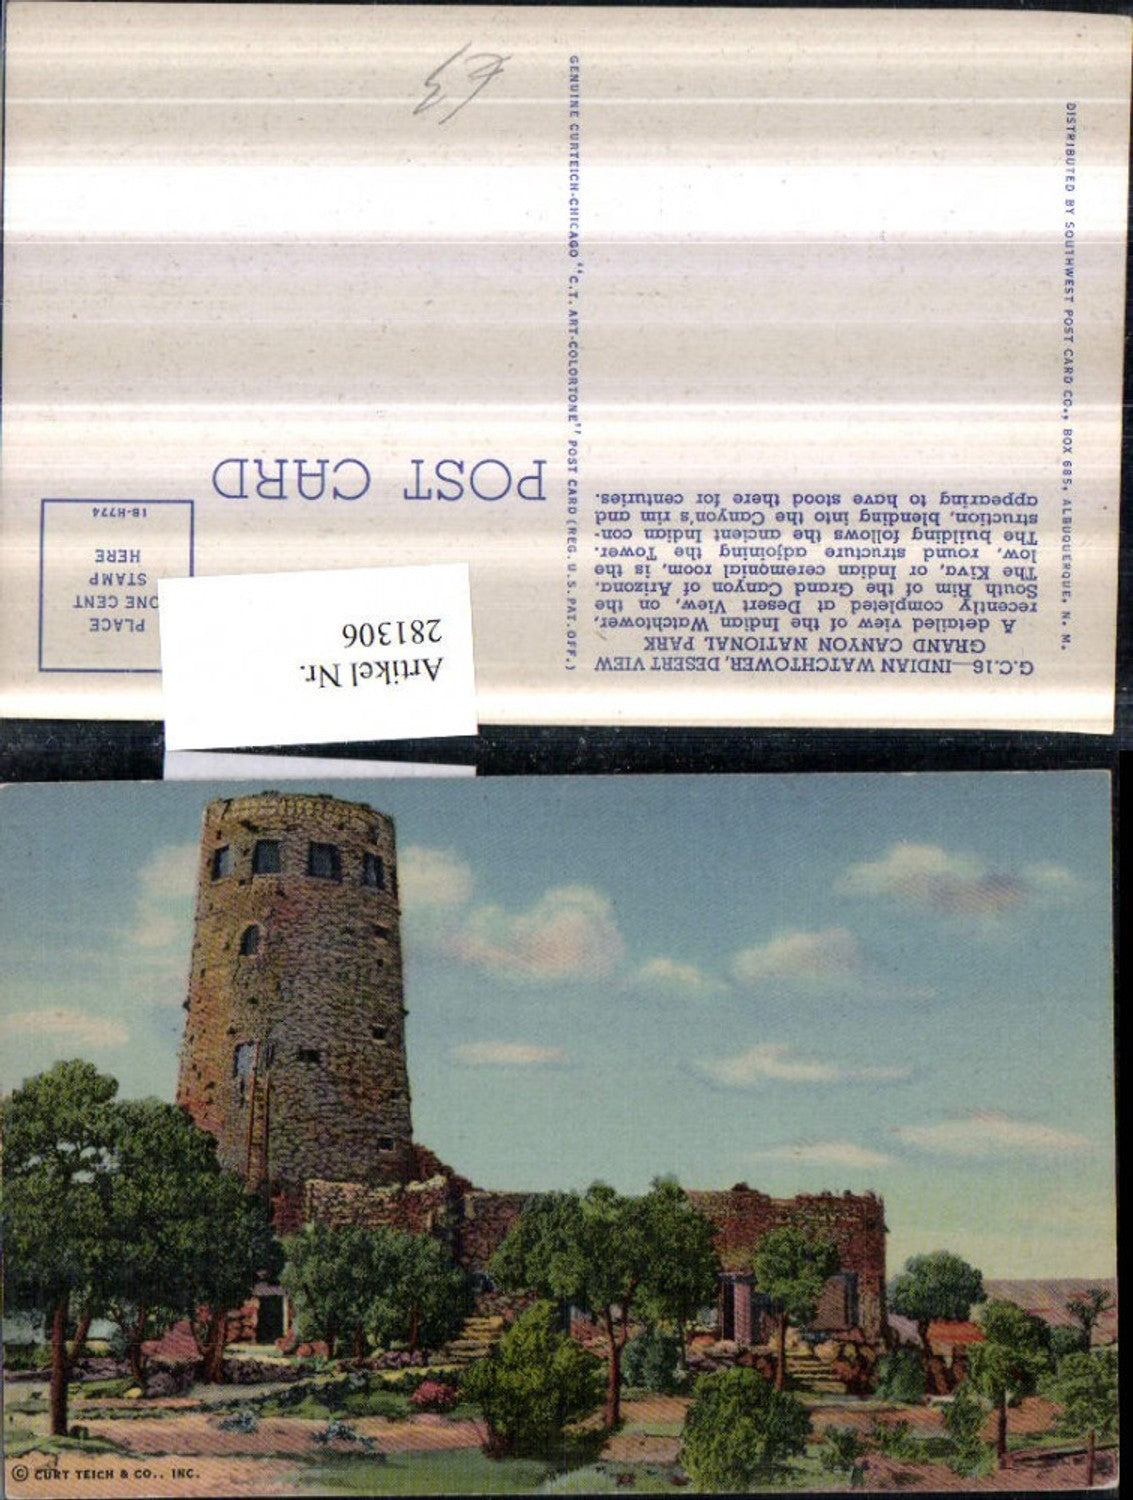 G.C.16—INDIAN WATCHTOWER, DESERT VIEW
GRAND CANYON NATIONAL PARK
A detailed view of the Indian Watchtower,
recently completed at Desert View, on the
South Rim of the Grand Canyon of Arizona.
The Kiva, or Indian ceremonial room, is the
low, round structure adjoining the Tower.
The building follows the ancient Indian con-
struction, blending into the Canyon's rim and
appearing to have stood there for centuries.
DISTRIBUTED BY SOUTHWEST POST CARD CO., BOX 685, ALBUQUERQUE, N. M.
GENUINE CURTEICH-CHICAGO "C.T. ART-COLORTONE" POST CARD (REG. U.S. PAT. OFF.)
POST CARD
PLACE
ONE CENT
STAMP
HERE
1B-H774
Artikel Nr.
281306
© CURT TEICH & CO., INC.